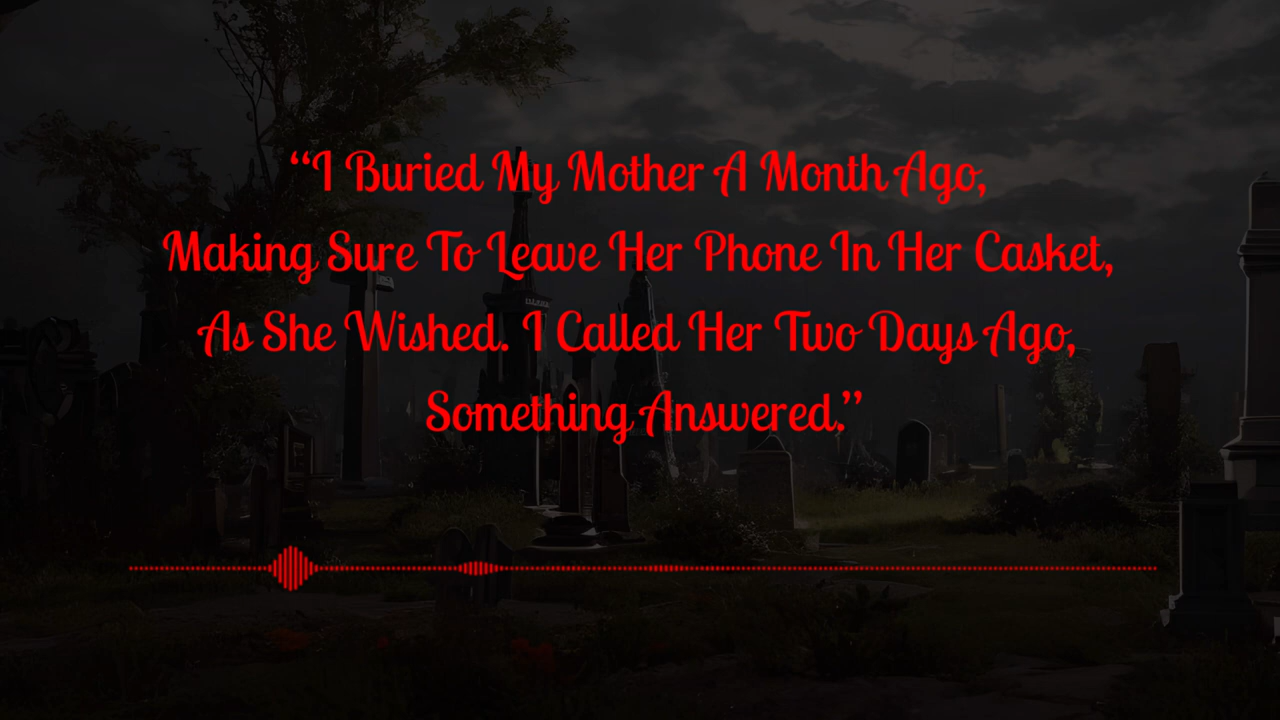 “I Buried My Mother A Month Ago,
Making Sure To Leave Her Phone In Her Casket,
As She Wished. I Called Her Two Days Ago,
Something Answered.”